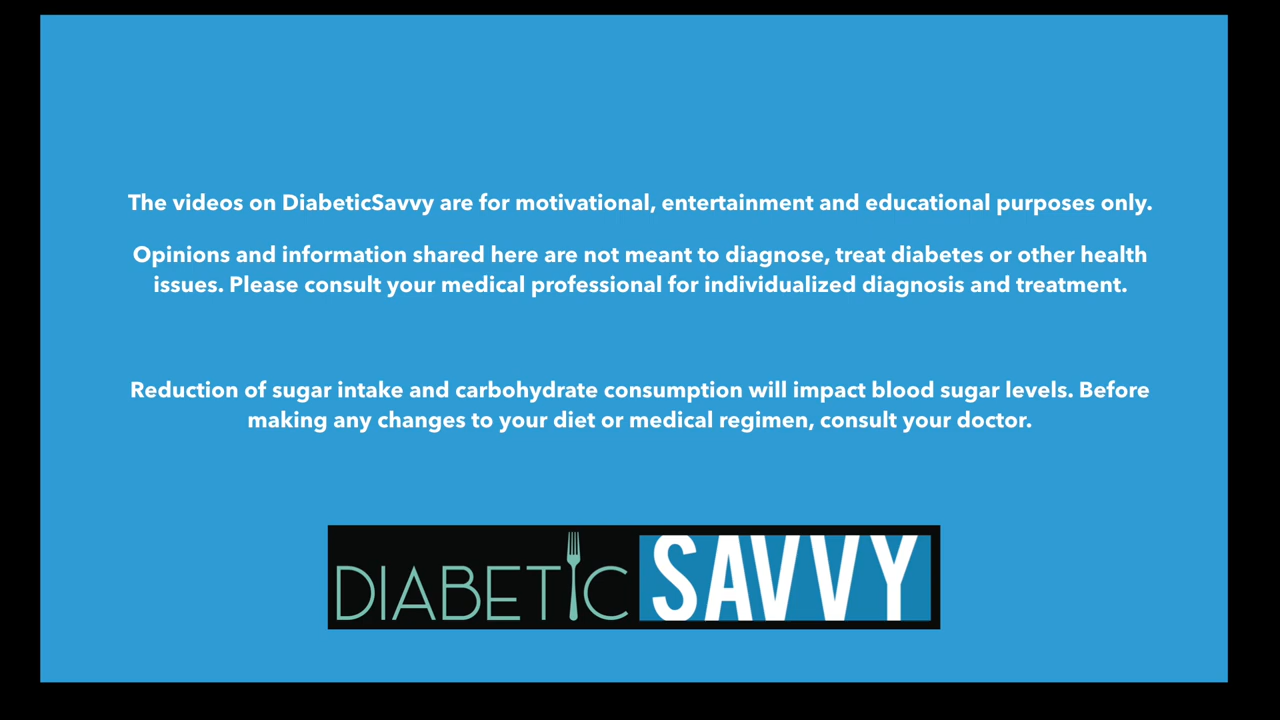 The videos on DiabeticSavvy are for motivational, entertainment and educational purposes only.
Opinions and information shared here are not meant to diagnose, treat diabetes or other health
issues. Please consult your medical professional for individualized diagnosis and treatment.
Reduction of sugar intake and carbohydrate consumption will impact blood sugar levels. Before
making any changes to your diet or medical regimen, consult your doctor.
DIABETIC SAVVY